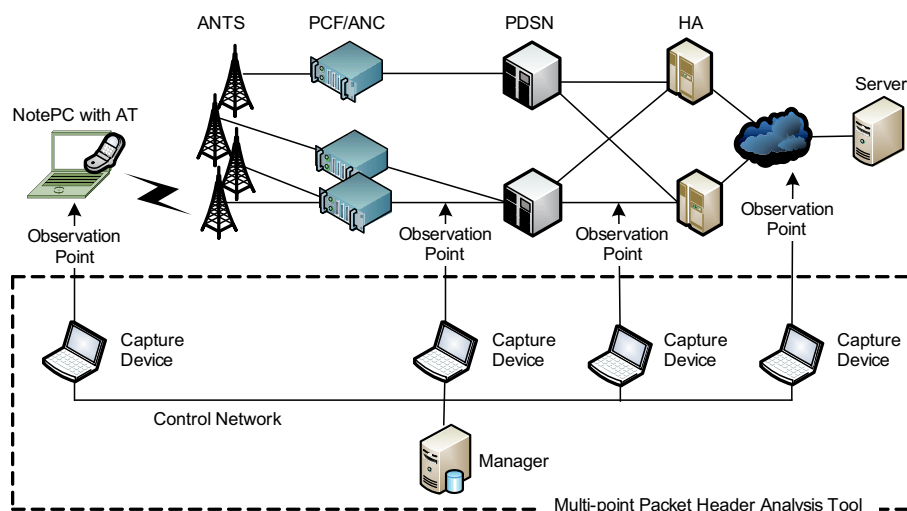 ANTS
PCF/ANC
PDSN
HA
Server
NotePC with AT
Observation
Point
Observation
Point
Observation
Point
Observation
Point
Capture
Device
Capture
Device
Capture
Device
Capture
Device
Control Network
Manager
Multi-point Packet Header Analysis Tool